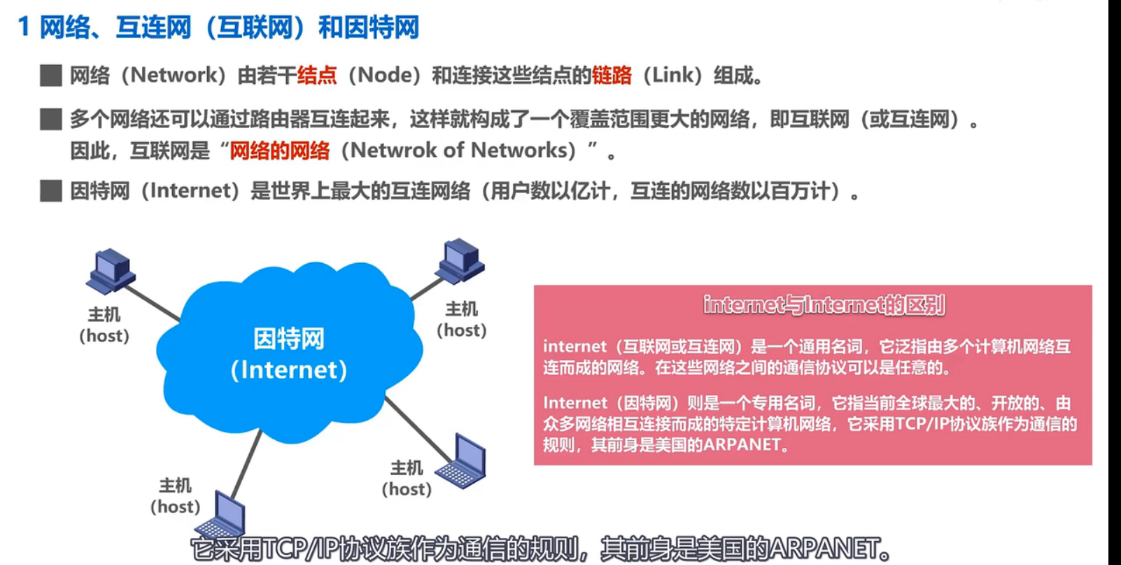 1 网络、互连网（互联网）和因特网
网络（Network）由若干结点（Node）和连接这些结点的链路（Link）组成。
多个网络还可以通过路由器互连起来，这样就构成了一个覆盖范围更大的网络，即互联网（或互连网）。
因此，互联网是“网络的网络（Netwrok of Networks）”。
因特网（Internet）是世界上最大的互连网络（用户数以亿计，互连的网络数以百万计）。
主机
（host）
主机
（host）
因特网
（Internet）
主机
（host）
主机
（host）
internet与Internet的区别
internet（互联网或互连网）是一个通用名词，它泛指由多个计算机网络互
连而成的网络。在这些网络之间的通信协议可以是任意的。
Internet（因特网）则是一个专用名词，它指当前全球最大的、开放的、由
众多网络相互连接而成的特定计算机网络，它采用TCP/IP协议族作为通信的
规则，其前身是美国的ARPANET。
它采用TCP/IP协议族作为通信的规则，其前身是美国的ARPANET。